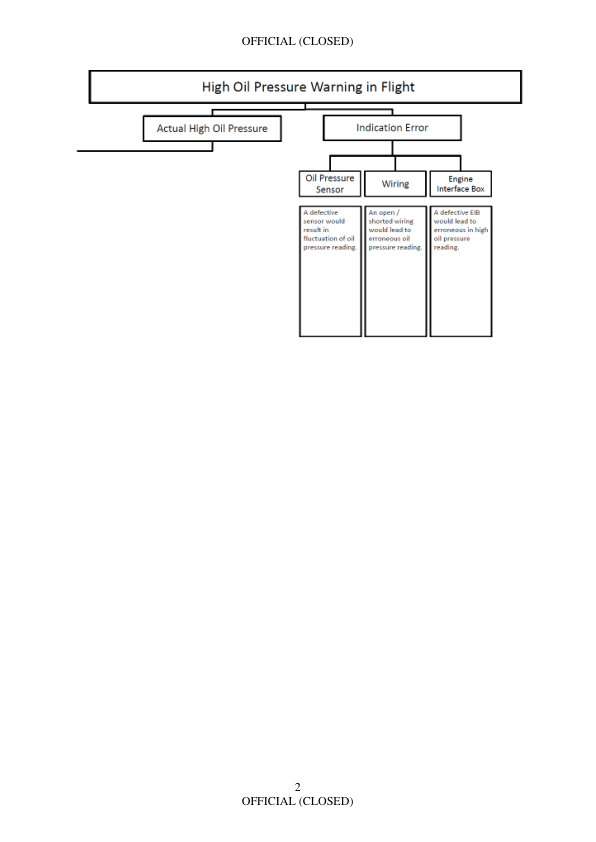 OFFICIAL (CLOSED)
High Oil Pressure Warning in Flight
Actual High Oil Pressure
Indication Error
Oil Pressure
Sensor
Wiring
Engine
Interface Box
A defective
sensor would
result in
fluctuation of oil
pressure reading.
An open /
shorted wiring
would lead to
erroneous oil
pressure reading.
A defective EIB
would lead to
erroneous in high
oil pressure
reading.
2
OFFICIAL (CLOSED)